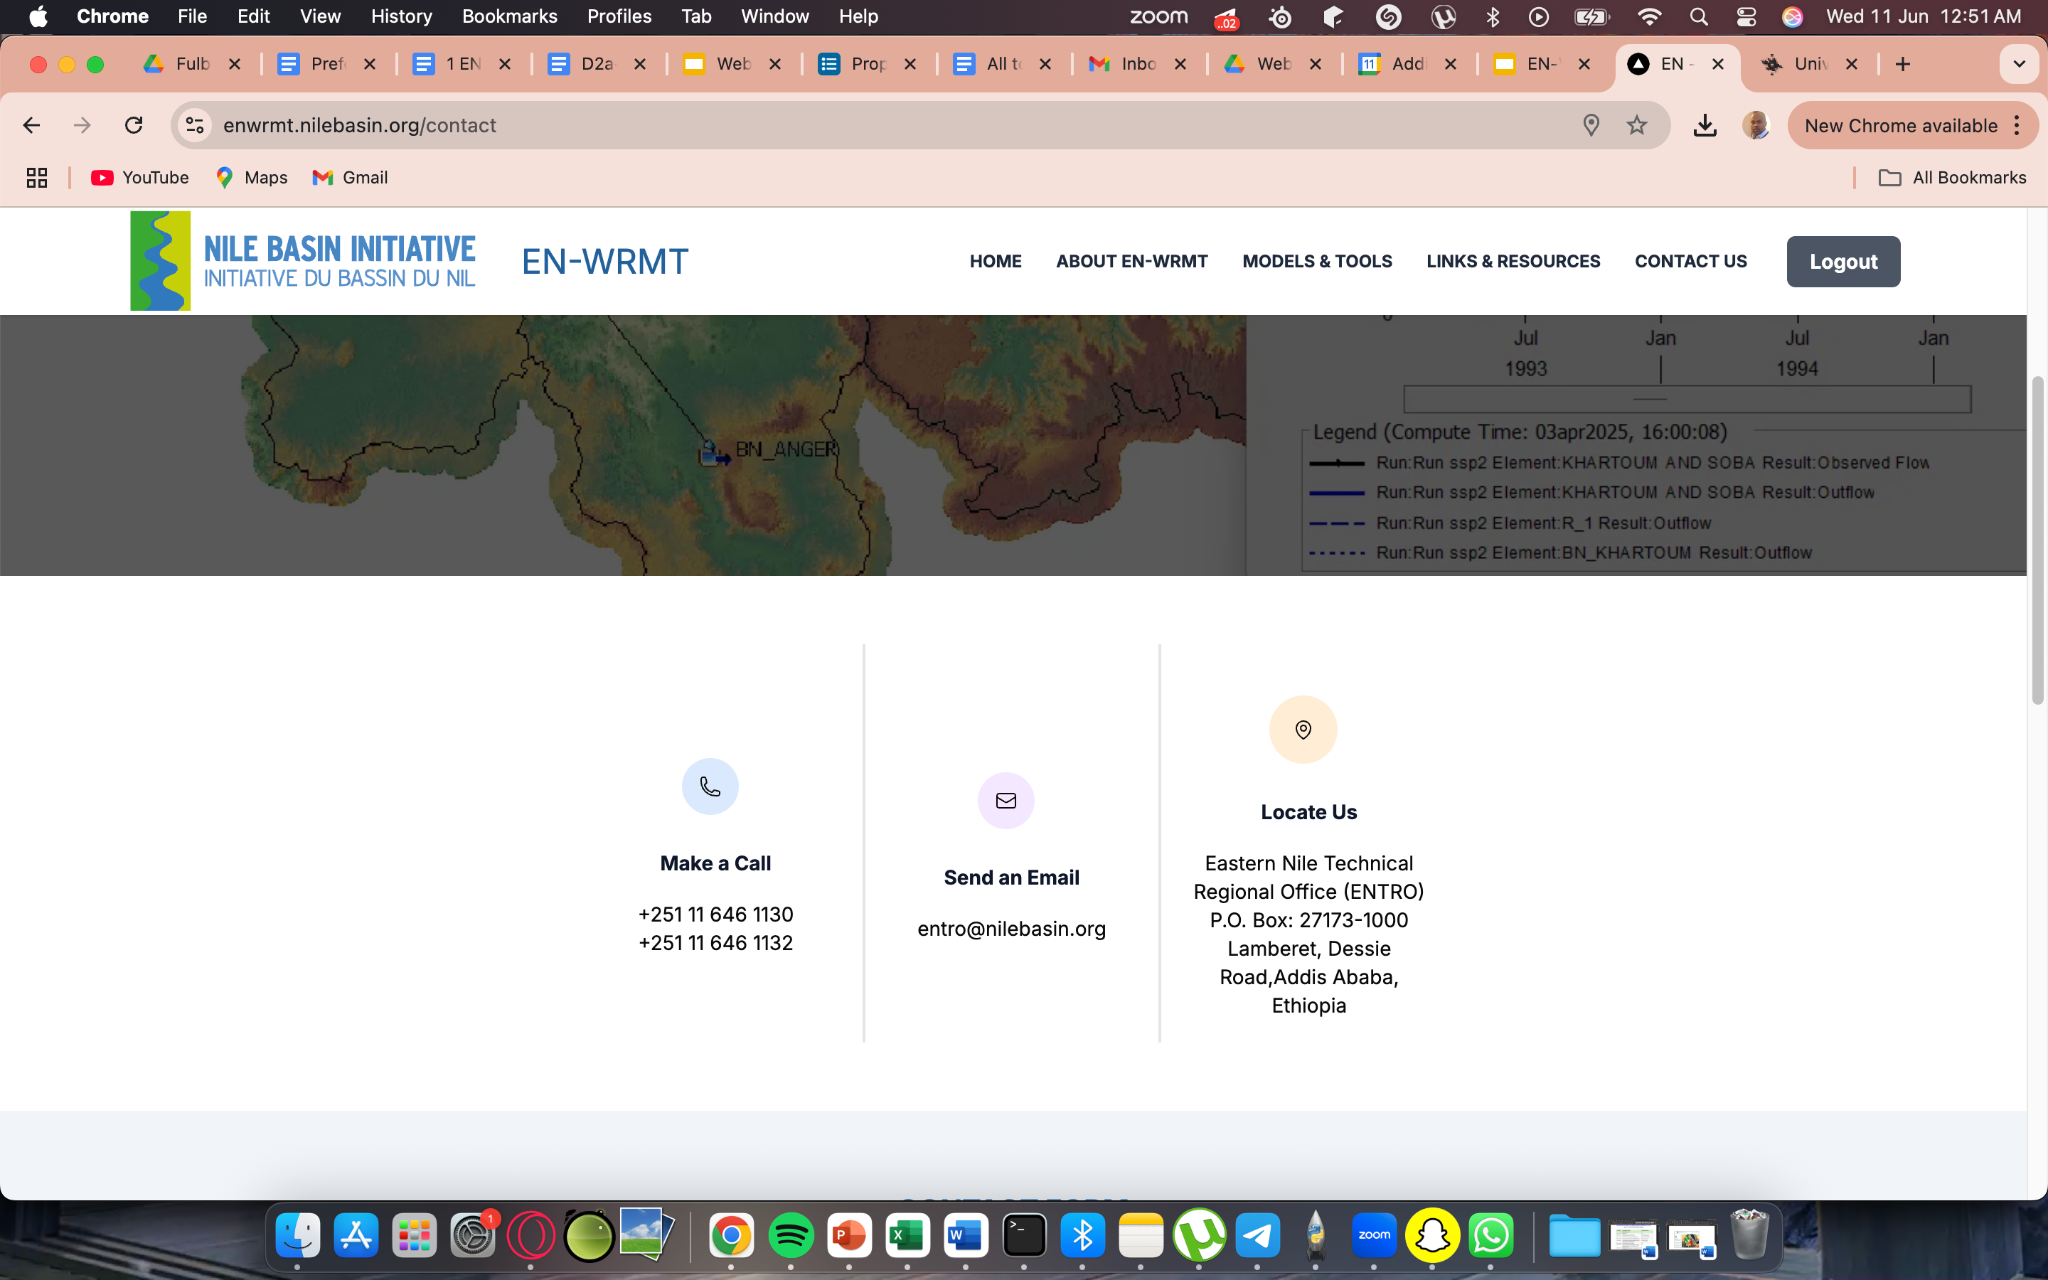 Chrome File Edit View History Bookmarks Profiles Tab Window Help zoom ..02 Wed 11 Jun 12:51 AM
Fulb Pref 1 EN D2a Web Prop All t Inbo Web 11 Addi EN- EN - Univ
enwrmt.nilebasin.org/contact New Chrome available
YouTube Maps Gmail All Bookmarks
NILE BASIN INITIATIVE
INITIATIVE DU BASSIN DU NIL
EN-WRMT
HOME ABOUT EN-WRMT MODELS & TOOLS LINKS & RESOURCES CONTACT US Logout
Jul Jan Jul Jan
1993 1994
BN_ANGER
Legend (Compute Time: 03apr2025, 16:00:08)
Run:Run ssp2 Element:KHARTOUM AND SOBA Result:Observed Flow
Run:Run ssp2 Element:KHARTOUM AND SOBA Result:Outflow
Run:Run ssp2 Element:R_1 Result:Outflow
Run:Run ssp2 Element:BN_KHARTOUM Result:Outflow
Make a Call
+251 11 646 1130
+251 11 646 1132
Send an Email
entro@nilebasin.org
Locate Us
Eastern Nile Technical
Regional Office (ENTRO)
P.O. Box: 27173-1000
Lamberet, Dessie
Road,Addis Ababa,
Ethiopia
1
P X W zoom W W